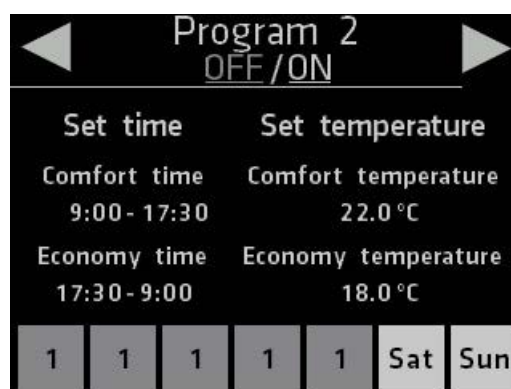 Program 2
OFF/ON
Set time Set temperature
Comfort time Comfort temperature
9:00-17:30 22.0°C
Economy time Economy temperature
17:30-9:00 18.0°C
1 1 1 1 1 Sat Sun